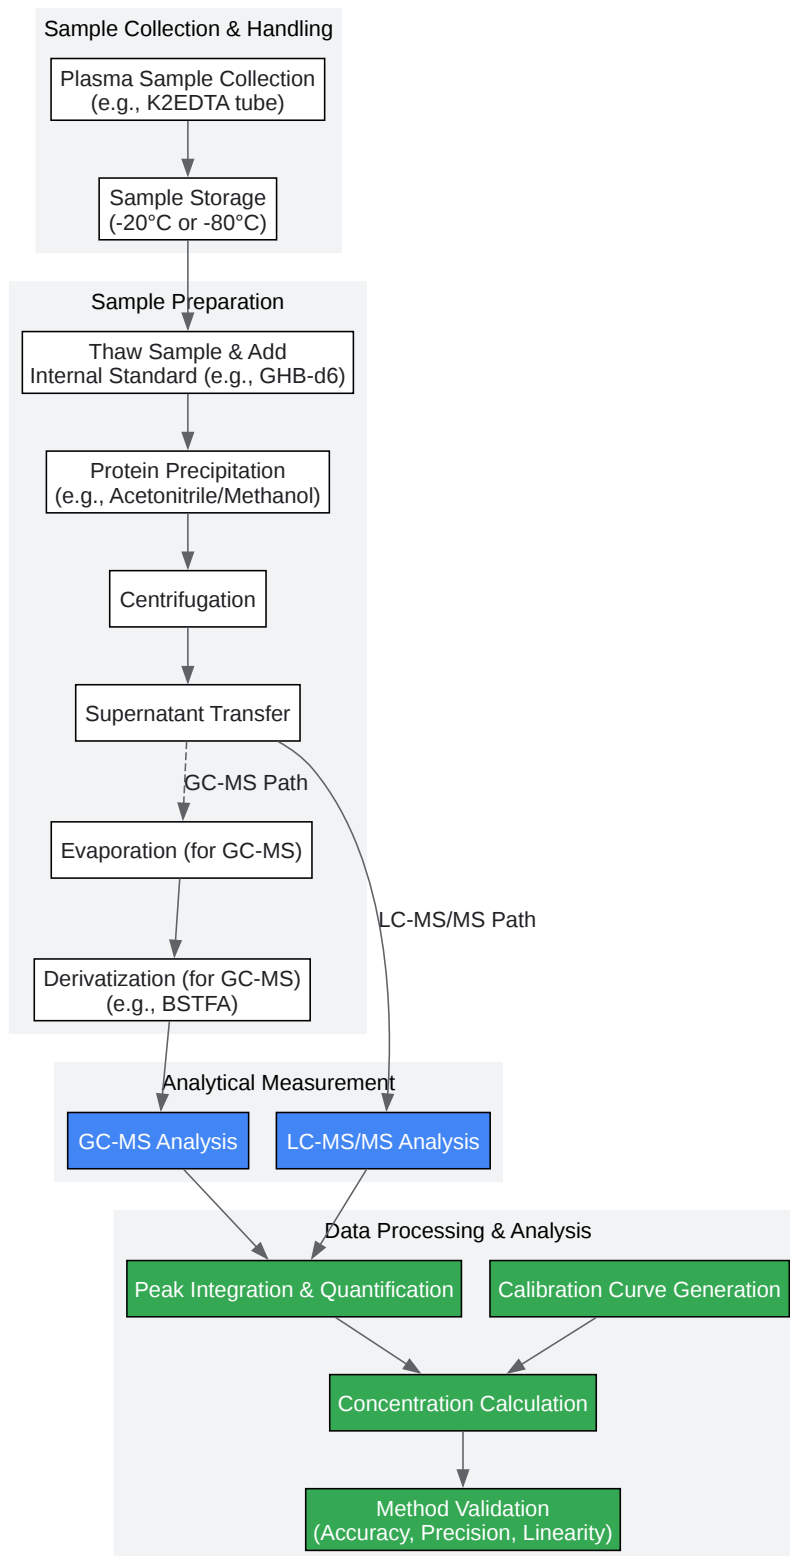 Sample Collection & Handling
Plasma Sample Collection
(e.g., K2EDTA tube)
Sample Storage
(-20°C or -80°C)
Sample Preparation
Thaw Sample & Add
Internal Standard (e.g., GHB-d6)
Protein Precipitation
(e.g., Acetonitrile/Methanol)
Centrifugation
Supernatant Transfer
GC-MS Path
Evaporation (for GC-MS)
LC-MS/MS Path
Derivatization (for GC-MS)
(e.g., BSTFA)
Analytical Measurement
GC-MS Analysis
LC-MS/MS Analysis
Data Processing & Analysis
Peak Integration & Quantification
Calibration Curve Generation
Concentration Calculation
Method Validation
(Accuracy, Precision, Linearity)